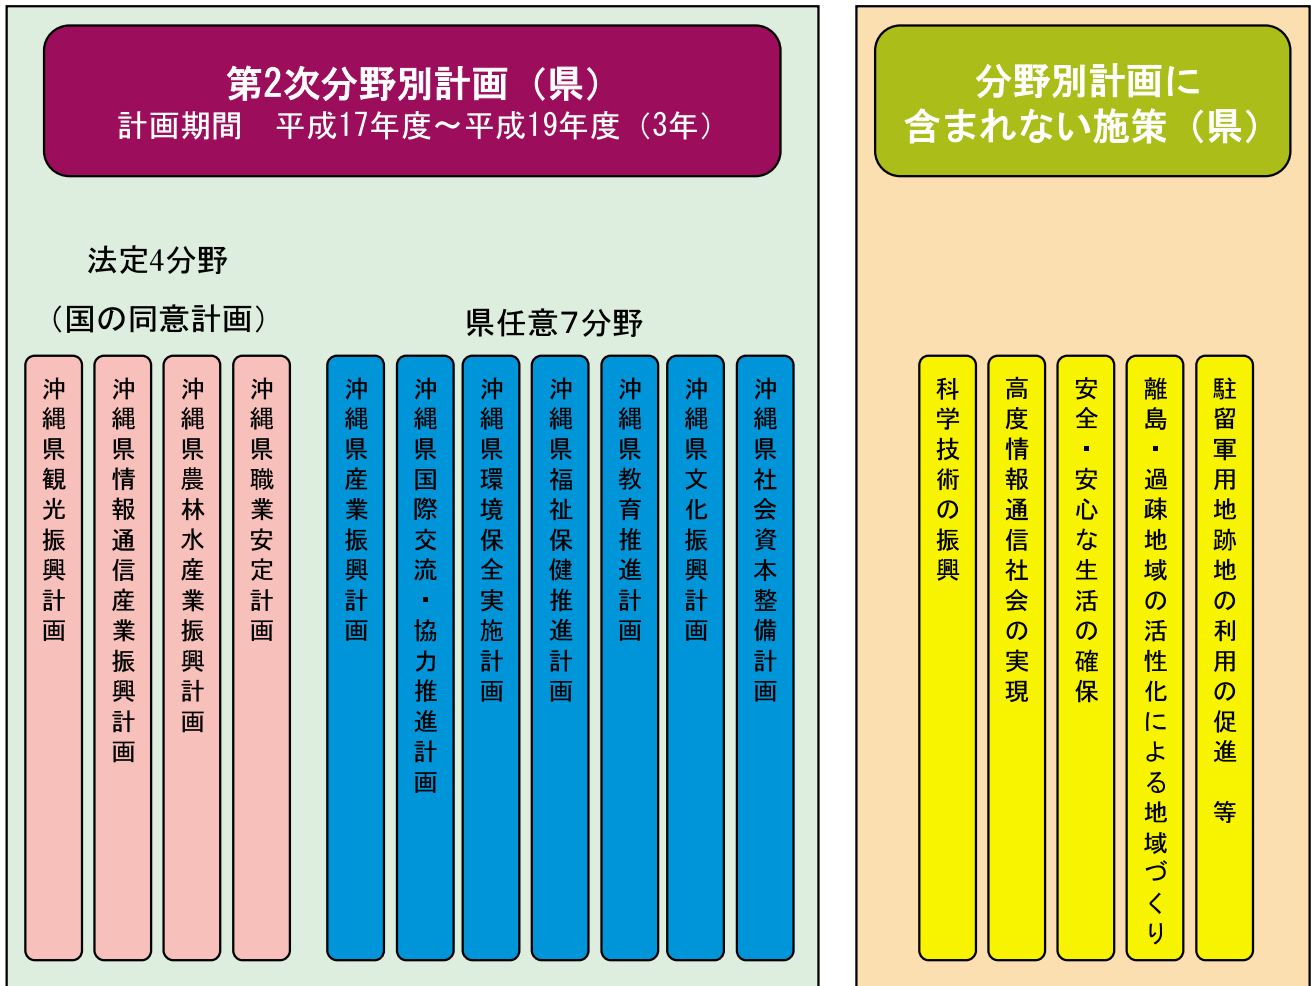 第2次分野別計画（県）
計画期間　平成17年度～平成19年度（3年）
法定4分野
（国の同意計画）
県任意7分野
沖縄県観光振興計画
沖縄県情報通信産業振興計画
沖縄県農林水産業振興計画
沖縄県職業安定計画
沖縄県産業振興計画
沖縄県国際交流・協力推進計画
沖縄県環境保全実施計画
沖縄県福祉保健推進計画
沖縄県教育推進計画
沖縄県文化振興計画
沖縄県社会資本整備計画
分野別計画に
含まれない施策（県）
科学技術の振興
高度情報通信社会の実現
安全・安心な生活の確保
離島・過疎地域の活性化による地域づくり
駐留軍用地跡地の利用の促進　等